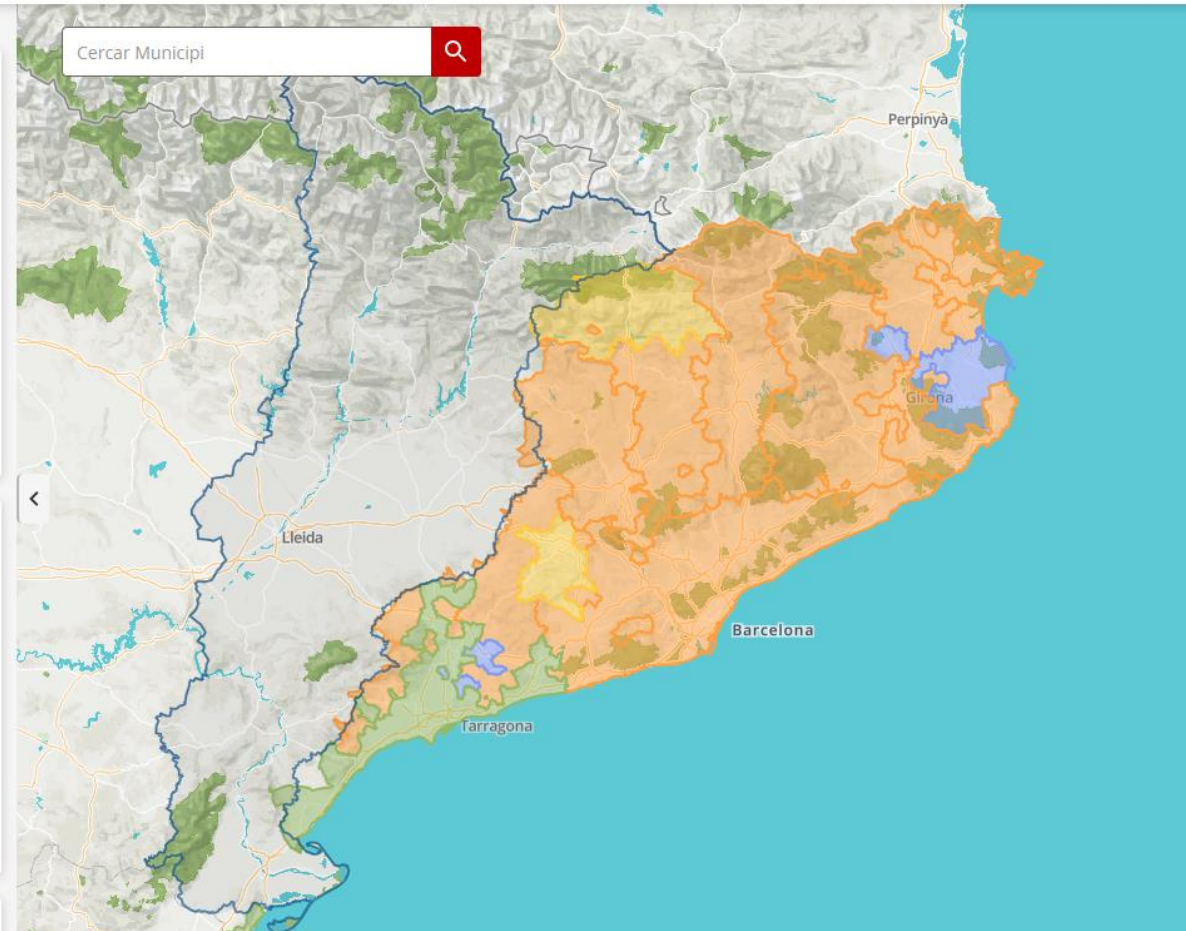 Cercar Municipi
Perpinyà
Girona
Lleida
Barcelona
Tarragona